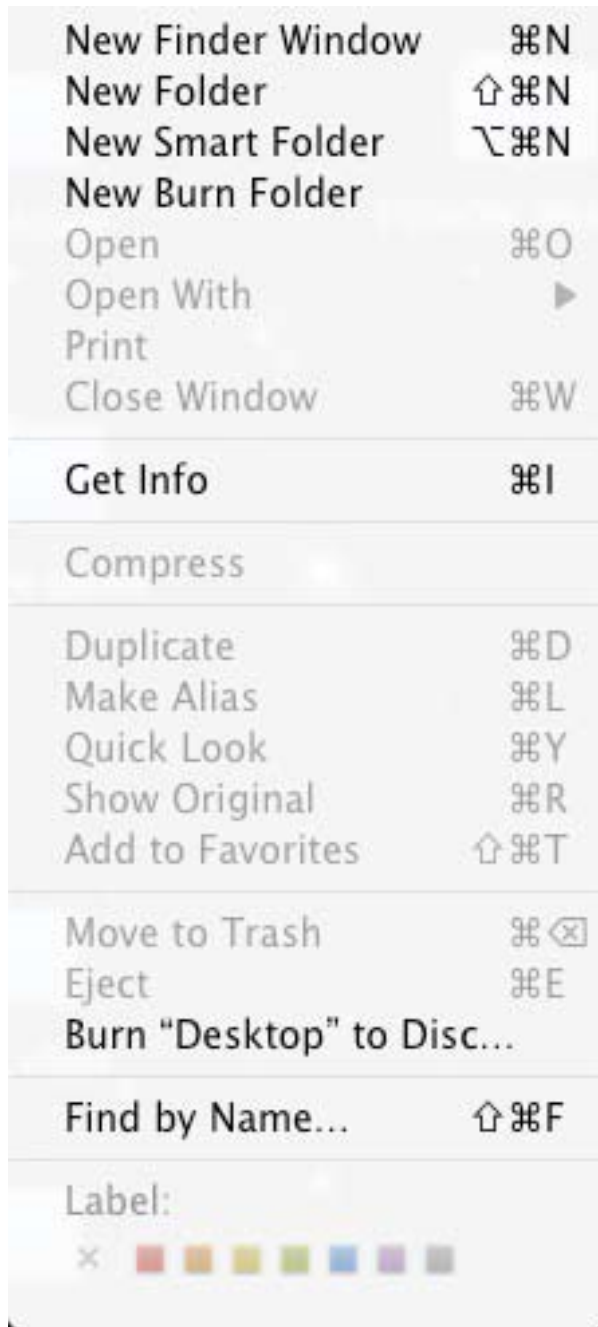 New Finder Window ⌘N
New Folder ⇧⌘N
New Smart Folder ⌥⌘N
New Burn Folder
Open ⌘O
Open With ▶
Print
Close Window ⌘W
Get Info ⌘I
Compress
Duplicate ⌘D
Make Alias ⌘L
Quick Look ⌘Y
Show Original ⌘R
Add to Favorites ⇧⌘T
Move to Trash ⌘⌫
Eject ⌘E
Burn “Desktop” to Disc...
Find by Name... ⇧⌘F
Label:
×